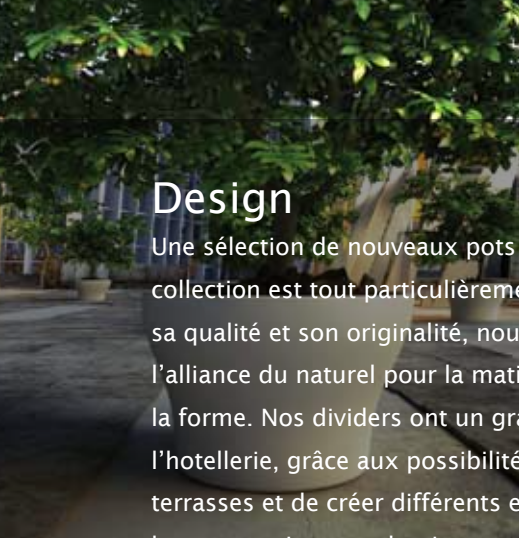 Design
Une sélection de nouveaux pots
collection est tout particulièreme
sa qualité et son originalité, nou
l'alliance du naturel pour la mati
la forme. Nos dividers ont un gra
l'hotellerie, grâce aux possibilité
terrasses et de créer différents e